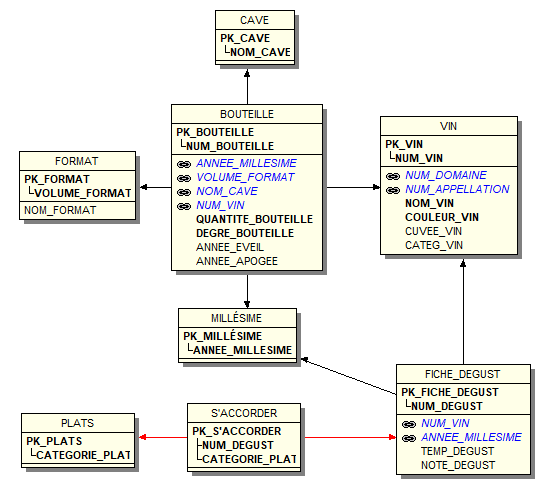 CAVE
PK_CAVE
NOM_CAVE
BOUTEILLE
PK_BOUTEILLE
NUM_BOUTEILLE
ANNEE_MILLESIME
VOLUME_FORMAT
NOM_CAVE
NUM_VIN
QUANTITE_BOUTEILLE
DEGRE_BOUTEILLE
ANNEE_EVEIL
ANNEE_APOGEE
VIN
PK_VIN
NUM_VIN
NUM_DOMAINE
NUM_APPELLATION
NOM_VIN
COULEUR_VIN
CUVEE_VIN
CATEG_VIN
FORMAT
PK_FORMAT
VOLUME_FORMAT
NOM_FORMAT
MILLÉSIME
PK_MILLÉSIME
ANNEE_MILLESIME
FICHE_DEGUST
PK_FICHE_DEGUST
NUM_DEGUST
NUM_VIN
ANNEE_MILLESIME
TEMP_DEGUST
NOTE_DEGUST
PLATS
PK_PLATS
CATEGORIE_PLAT
S'ACCORDER
PK_S'ACCORDER
NUM_DEGUST
CATEGORIE_PLAT